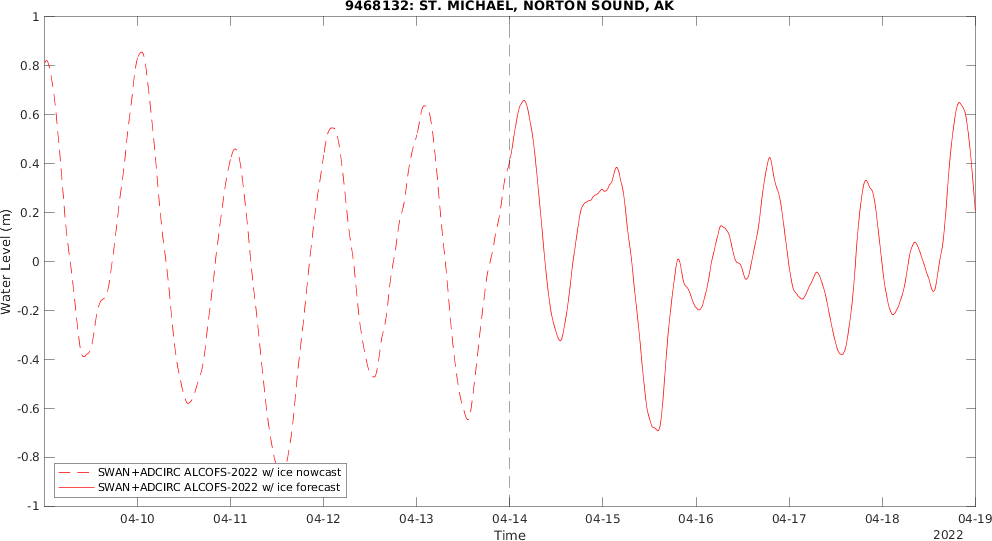 9468132: ST. MICHAEL, NORTON SOUND, AK
Water Level (m)
1
0.8
0.6
0.4
0.2
0
-0.2
-0.4
-0.6
-0.8
-1
SWAN+ADCIRC ALCOFS-2022 w/ ice nowcast
SWAN+ADCIRC ALCOFS-2022 w/ ice forecast
04-10 04-11 04-12 04-13 04-14 04-15 04-16 04-17 04-18 04-19
Time
2022